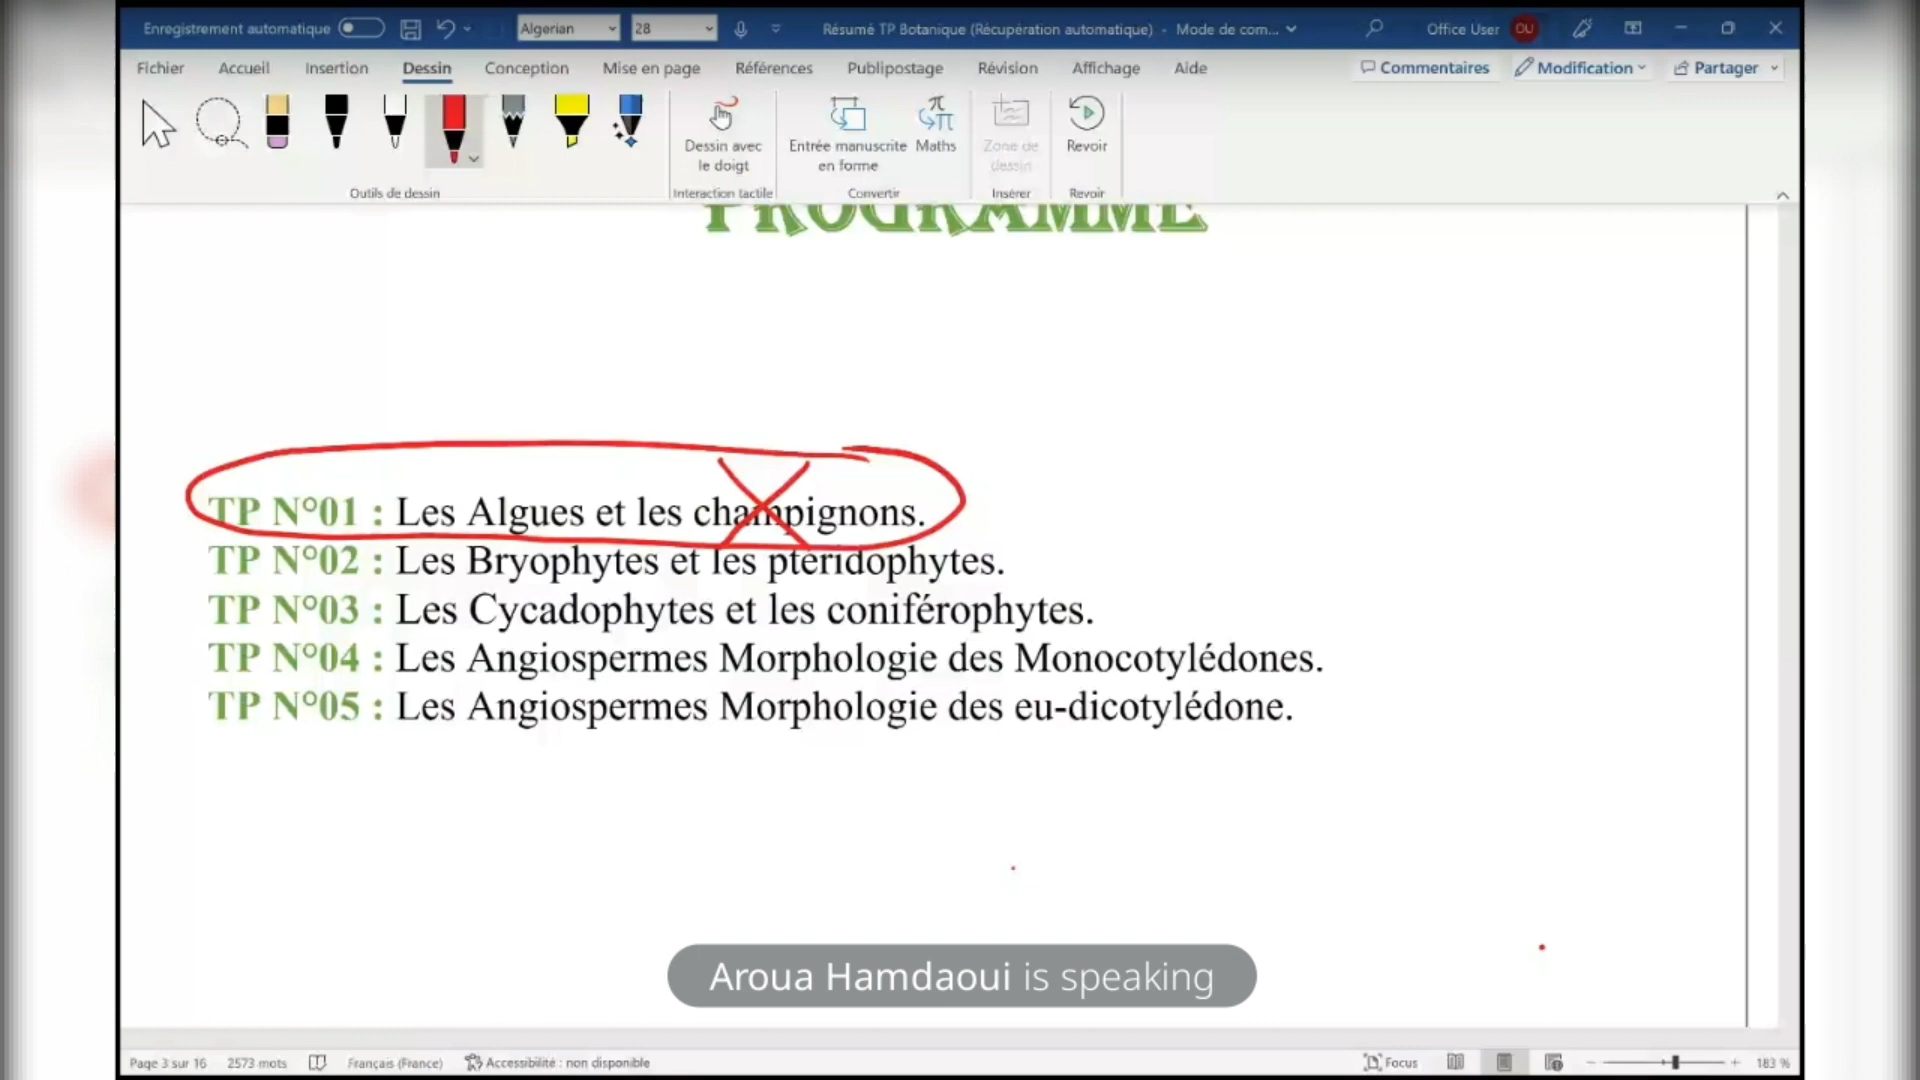 Enregistrement automatique
Algerian
28
Résumé TP Botanique (Récupération automatique) - Mode de com...
Office User
OU
Fichier Accueil Insertion Dessin Conception Mise en page Références Publipostage Révision Affichage Aide
Commentaires
Modification
Partager
Dessin avec le doigt
Entrée manuscrite en forme
Maths
Zone de dessin
Revoir
Outils de dessin
Interaction tactile
Convertir
Insérer
Revoir
PROGRAMME
TP N°01 : Les Algues et les champignons.
TP N°02 : Les Bryophytes et les ptéridophytes.
TP N°03 : Les Cycadophytes et les coniférophytes.
TP N°04 : Les Angiospermes Morphologie des Monocotylédones.
TP N°05 : Les Angiospermes Morphologie des eu-dicotylédone.
Aroua Hamdaoui is speaking
Page 3 sur 16 2573 mots Français (France) Accessibilité : non disponible
Focus
183 %